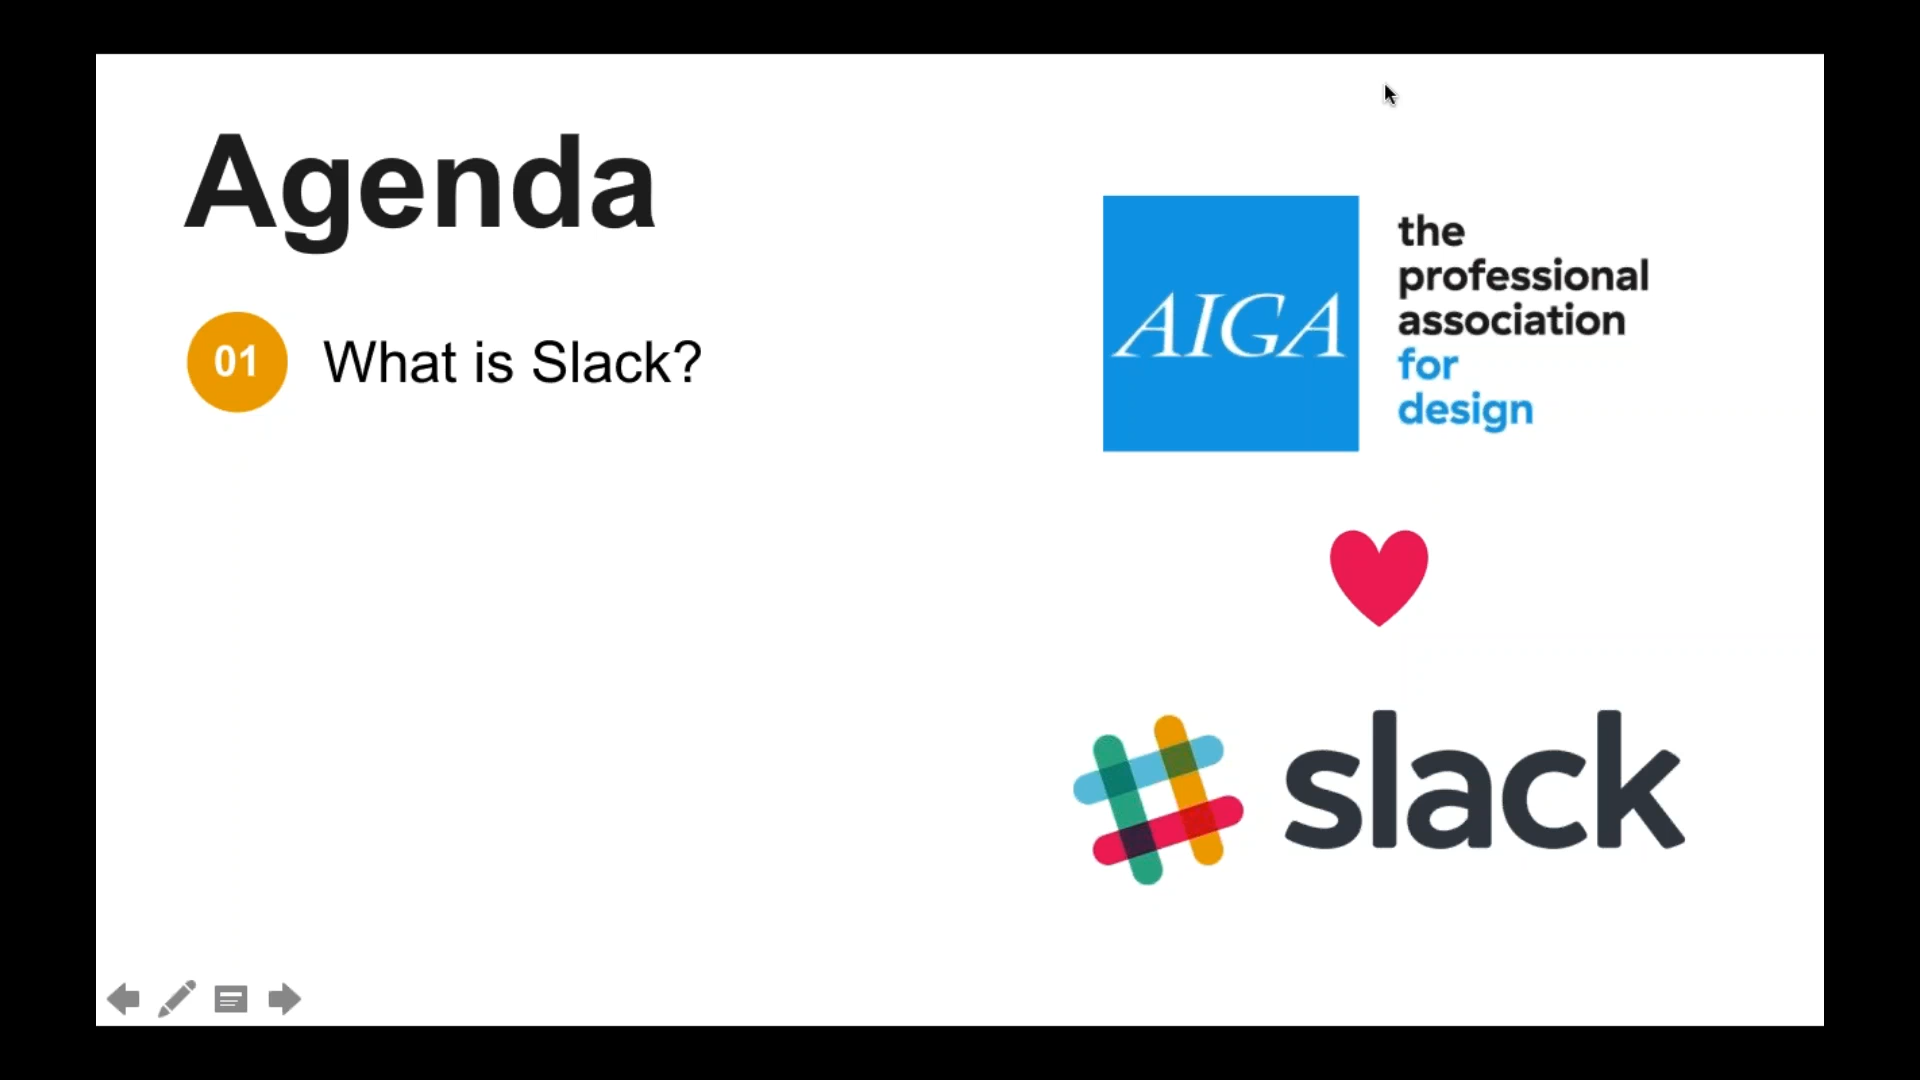 Agenda
01 What is Slack?
AIGA
the
professional
association
for
design
slack